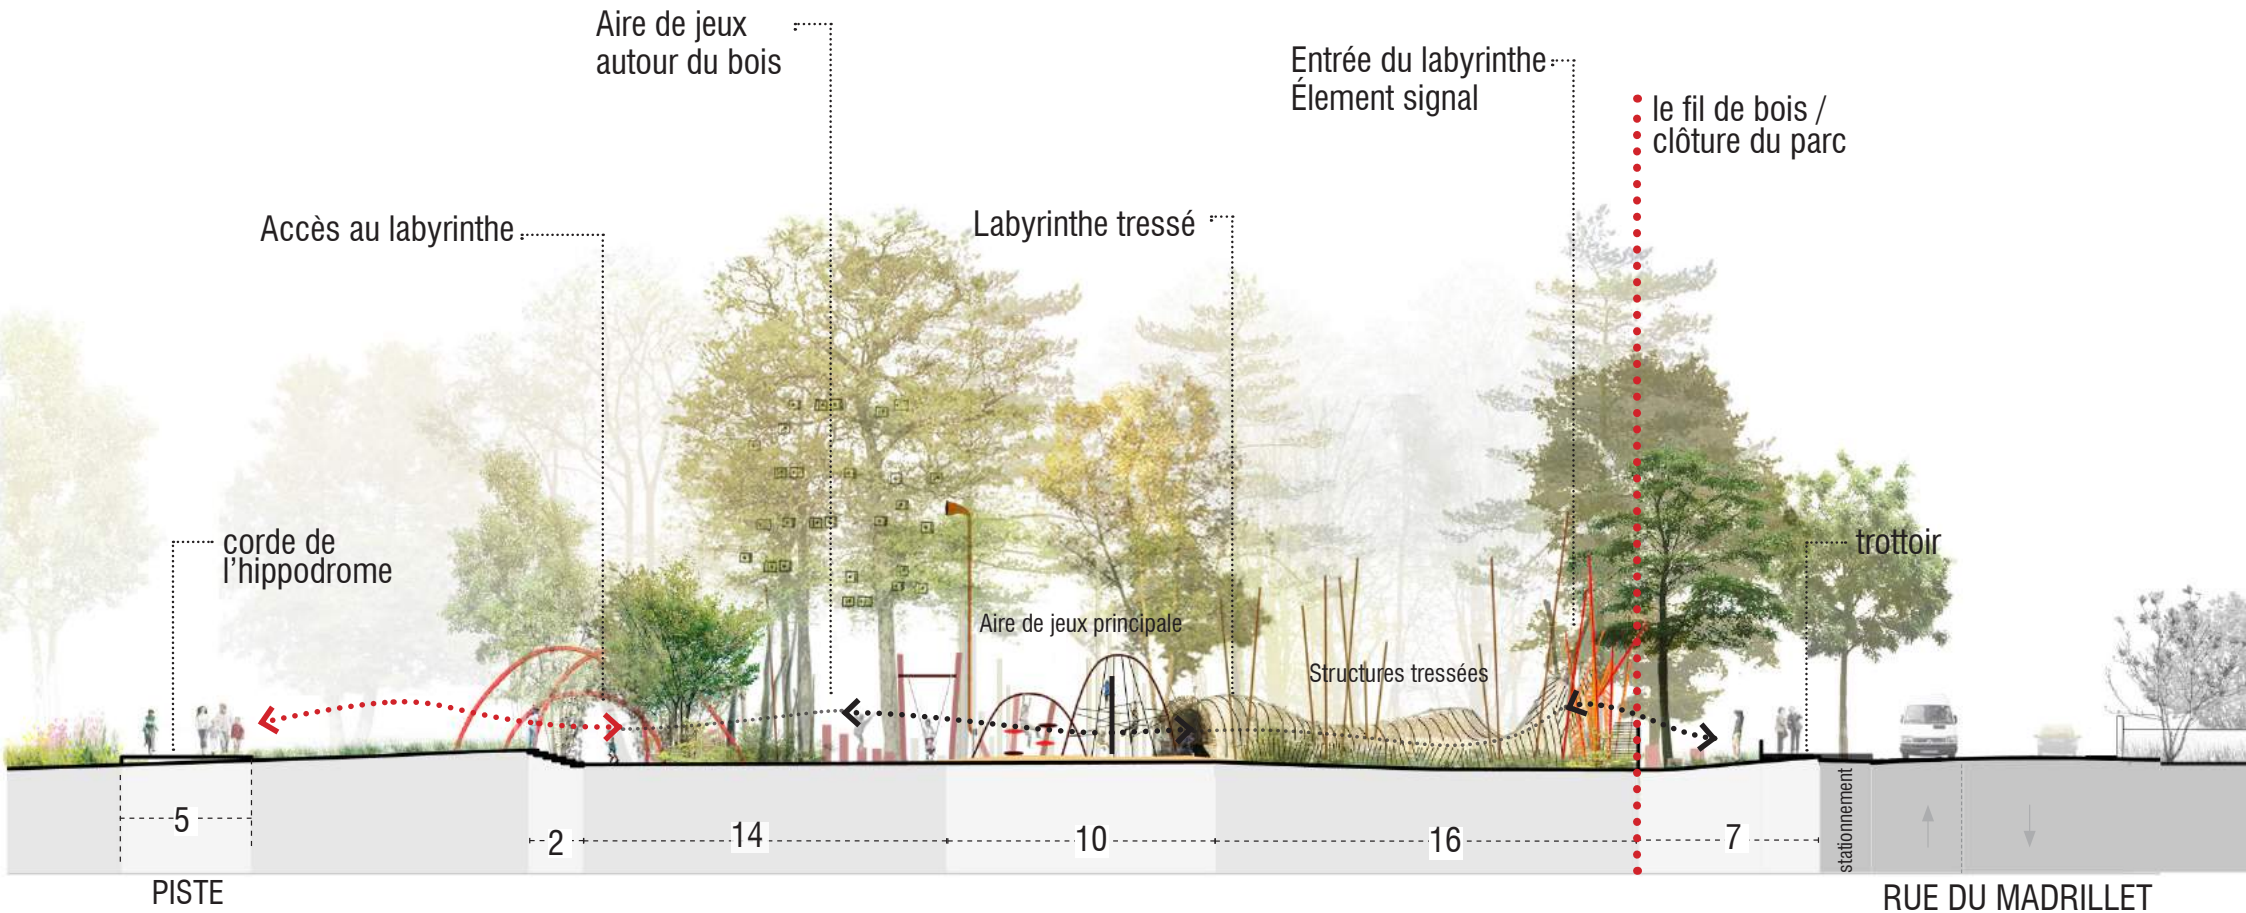 Aire de jeux
autour du bois
Entrée du labyrinthe
Élement signal
le fil de bois /
clôture du parc
Accès au labyrinthe
Labyrinthe tressé
corde de
l'hippodrome
trottoir
Aire de jeux principale
Structures tressées
5
2
14
10
16
7
stationnement
PISTE
RUE DU MADRILLET